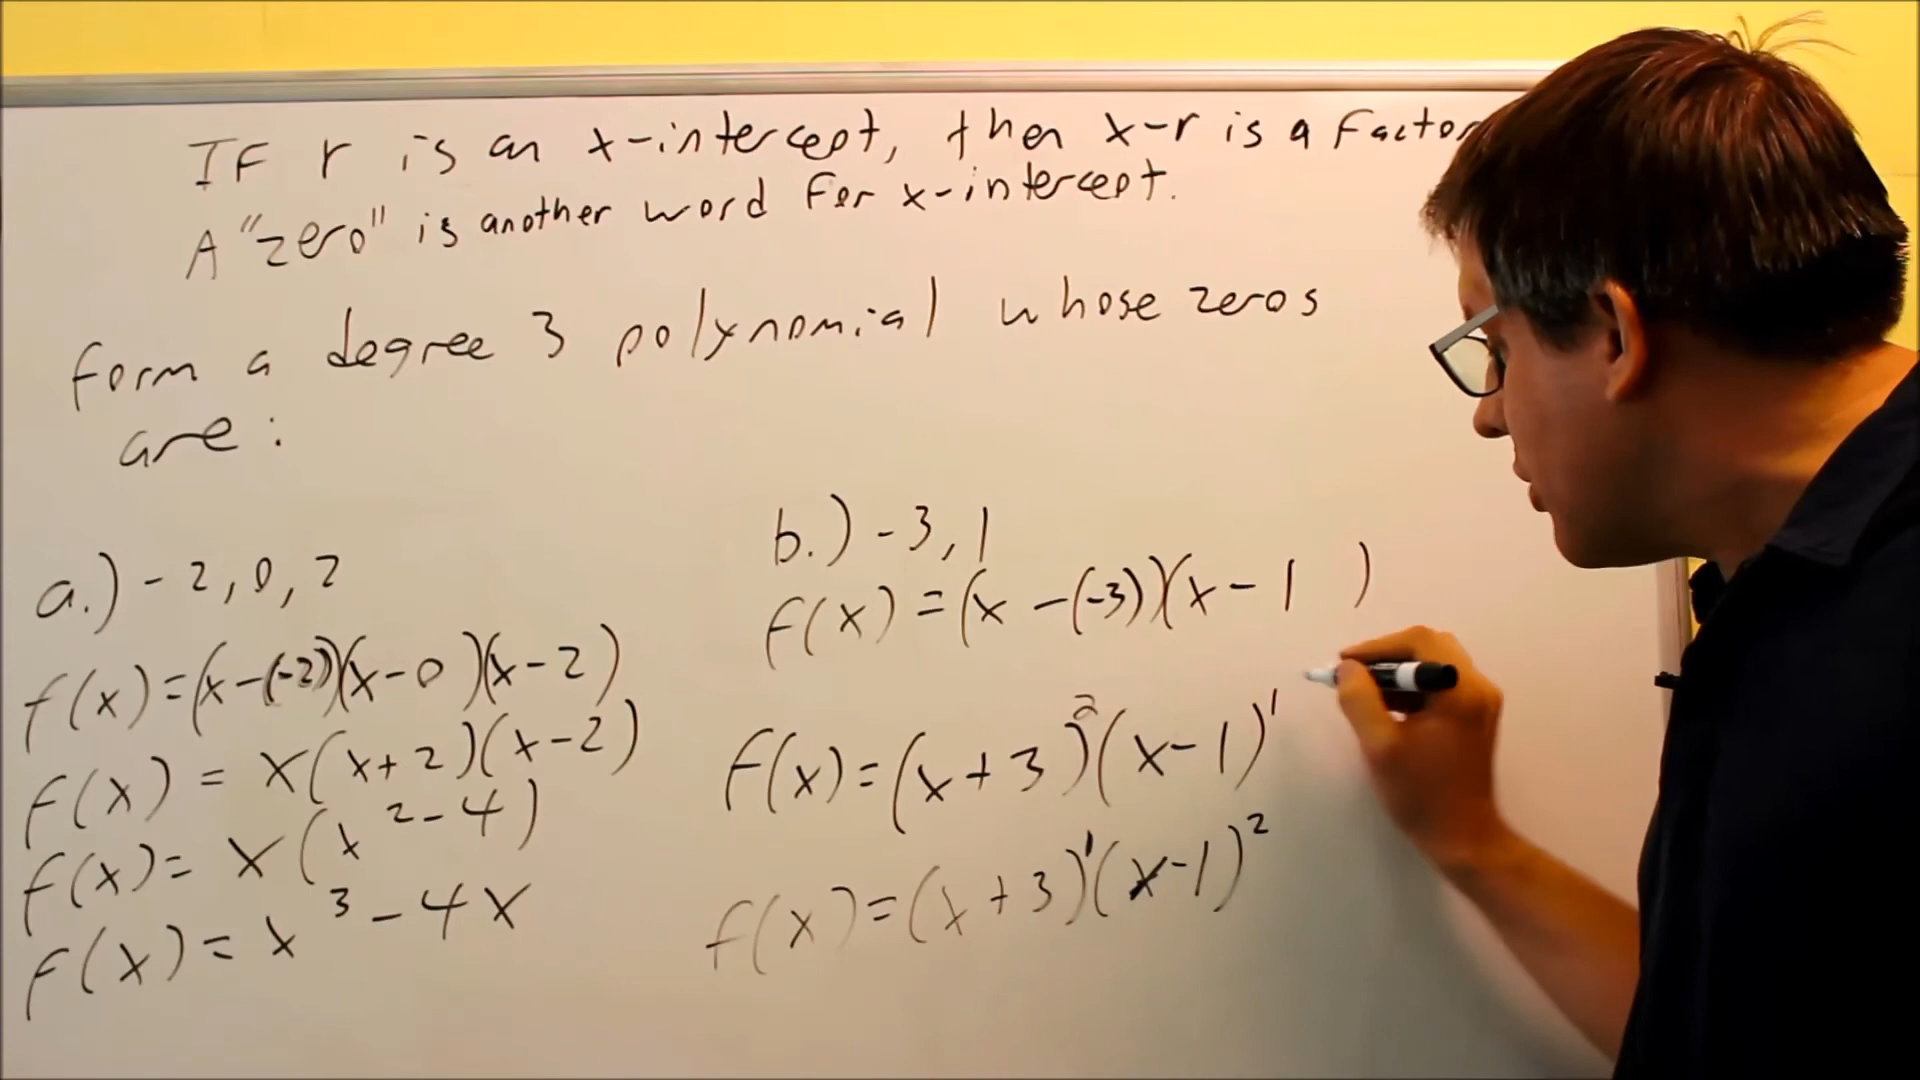 IF r is an x-intercept, then x-r is a Factor
A "zero" is another word For x-intercept.
Form a degree 3 polynomial whose zeros
are:
a.) -2, 0, 2
f(x)=(x-(-2))(x-0)(x-2)
f(x) = x(x+2)(x-2)
f(x)= x(x²-4)
f(x)= x³-4x
b.) -3, 1
f(x) =(x-(-3))(x-1 )
f(x)=(x+3)²(x-1)¹
f(x)=(x+3)¹(x-1)²